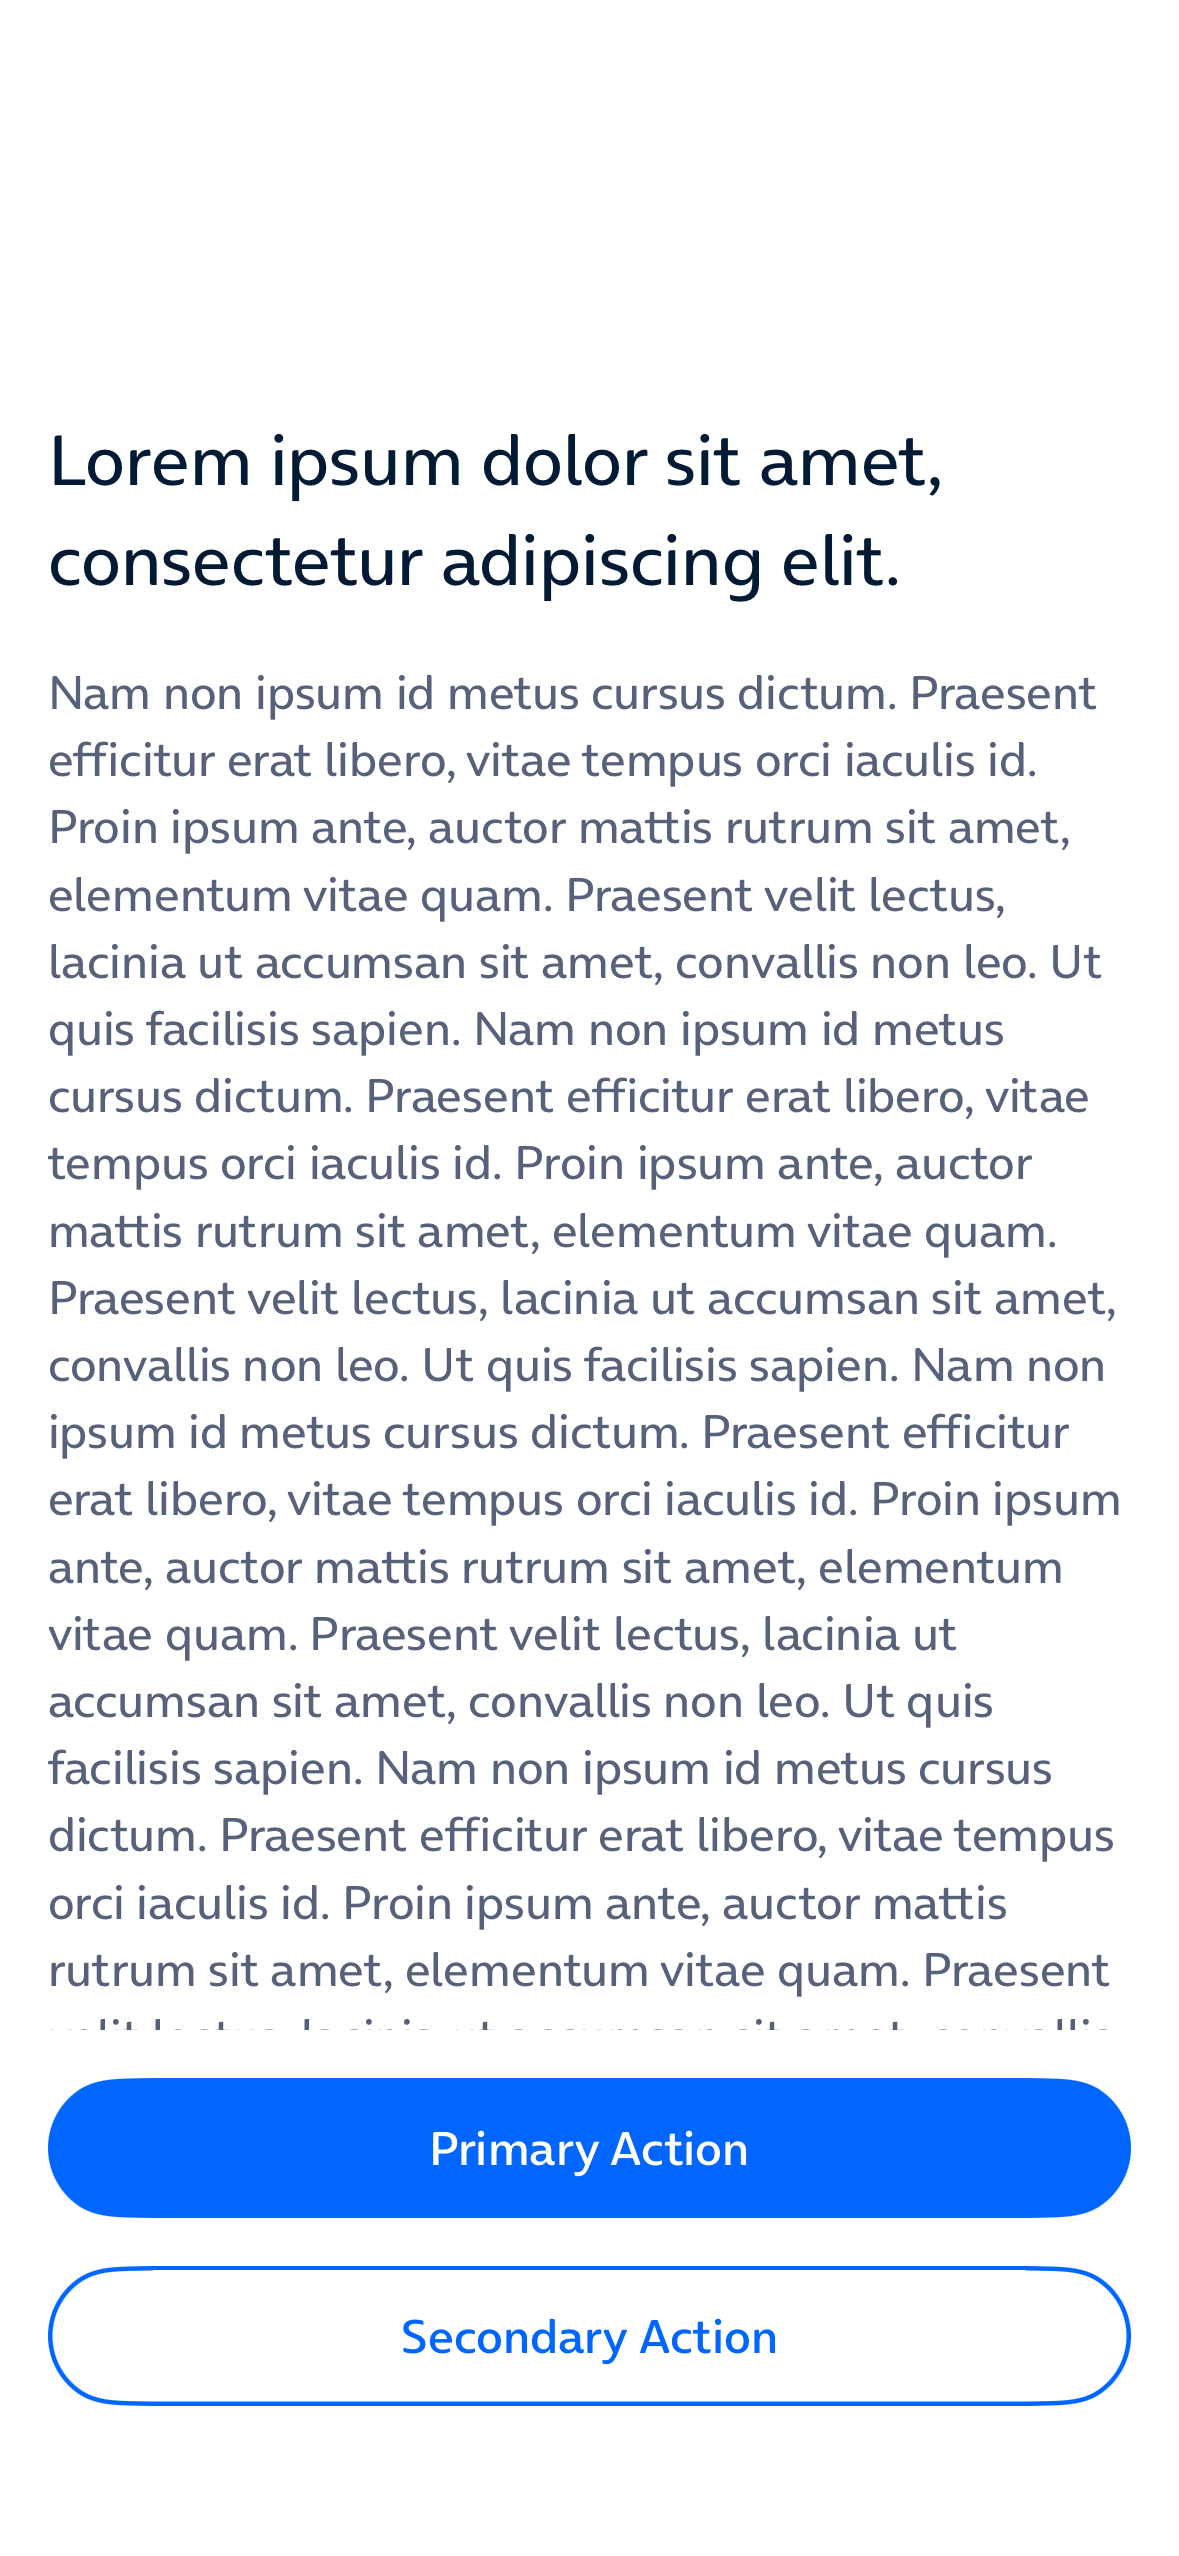 Lorem ipsum dolor sit amet,
consectetur adipiscing elit.
Nam non ipsum id metus cursus dictum. Praesent
efficitur erat libero, vitae tempus orci iaculis id.
Proin ipsum ante, auctor mattis rutrum sit amet,
elementum vitae quam. Praesent velit lectus,
lacinia ut accumsan sit amet, convallis non leo. Ut
quis facilisis sapien. Nam non ipsum id metus
cursus dictum. Praesent efficitur erat libero, vitae
tempus orci iaculis id. Proin ipsum ante, auctor
mattis rutrum sit amet, elementum vitae quam.
Praesent velit lectus, lacinia ut accumsan sit amet,
convallis non leo. Ut quis facilisis sapien. Nam non
ipsum id metus cursus dictum. Praesent efficitur
erat libero, vitae tempus orci iaculis id. Proin ipsum
ante, auctor mattis rutrum sit amet, elementum
vitae quam. Praesent velit lectus, lacinia ut
accumsan sit amet, convallis non leo. Ut quis
facilisis sapien. Nam non ipsum id metus cursus
dictum. Praesent efficitur erat libero, vitae tempus
orci iaculis id. Proin ipsum ante, auctor mattis
rutrum sit amet, elementum vitae quam. Praesent
Primary Action
Secondary Action